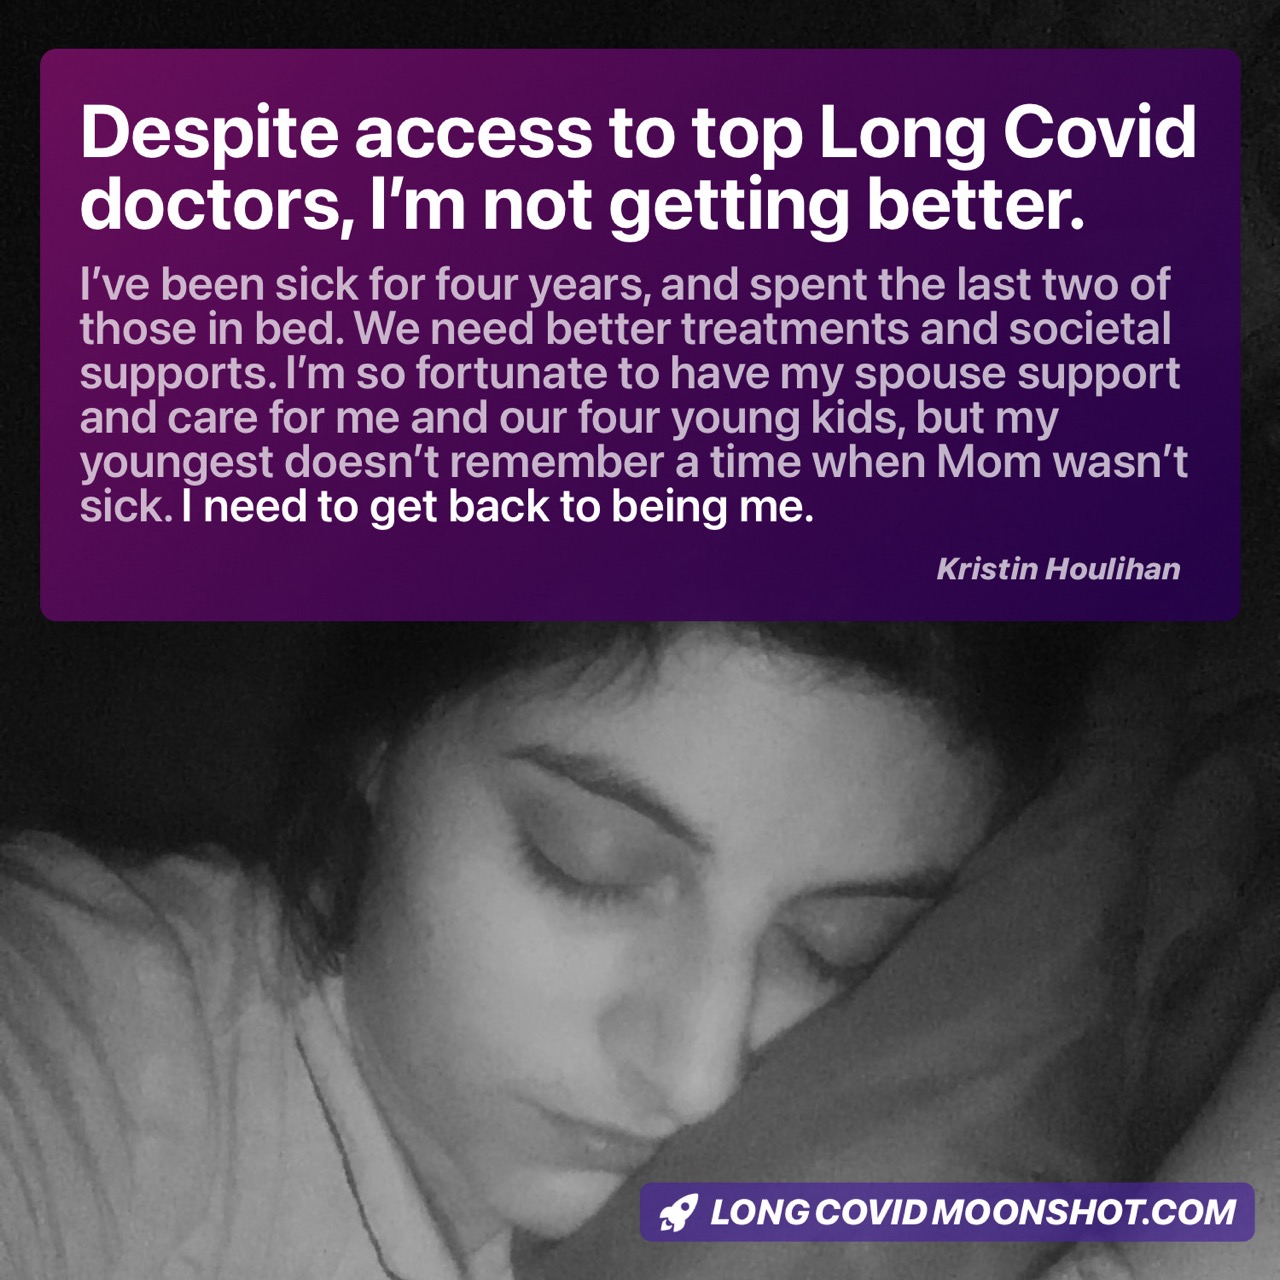 Despite access to top Long Covid
doctors, I’m not getting better.
I’ve been sick for four years, and spent the last two of
those in bed. We need better treatments and societal
supports. I’m so fortunate to have my spouse support
and care for me and our four young kids, but my
youngest doesn’t remember a time when Mom wasn’t
sick. I need to get back to being me.
Kristin Houlihan
LONG COVID MOONSHOT.COM